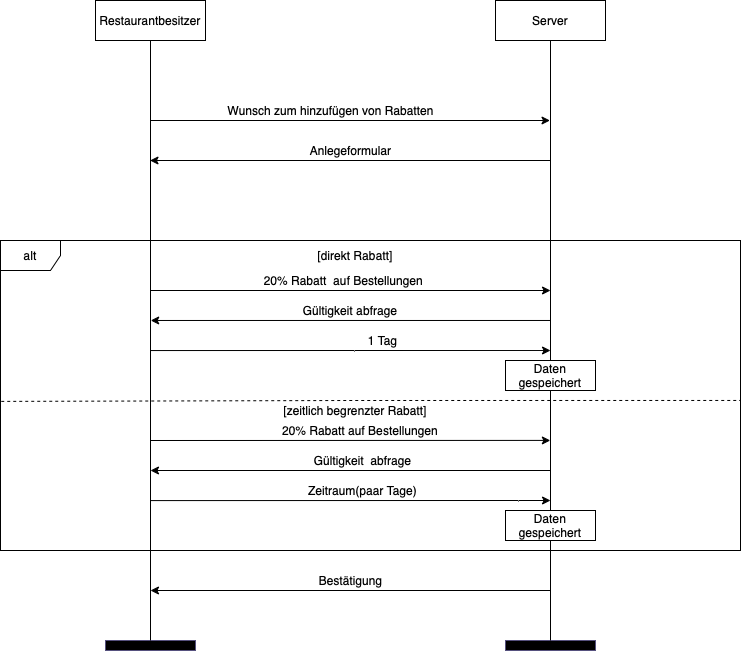 Restaurantbesitzer
Server
Wunsch zum hinzufügen von Rabatten
Anlegeformular
alt
[direkt Rabatt]
20% Rabatt auf Bestellungen
Gültigkeit abfrage
1 Tag
Daten
gespeichert
[zeitlich begrenzter Rabatt]
20% Rabatt auf Bestellungen
Gültigkeit abfrage
Zeitraum(paar Tage)
Daten
gespeichert
Bestätigung